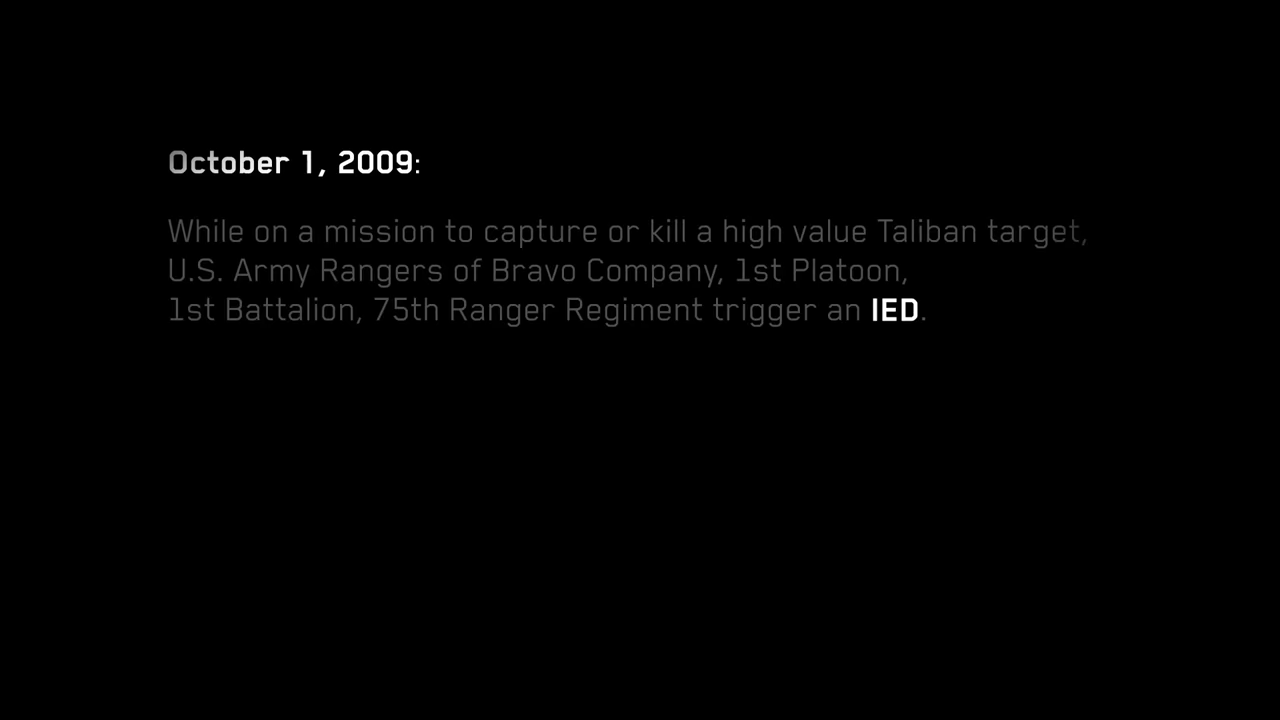 October 1, 2009:
While on a mission to capture or kill a high value Taliban target,
U.S. Army Rangers of Bravo Company, 1st Platoon,
1st Battalion, 75th Ranger Regiment trigger an IED.